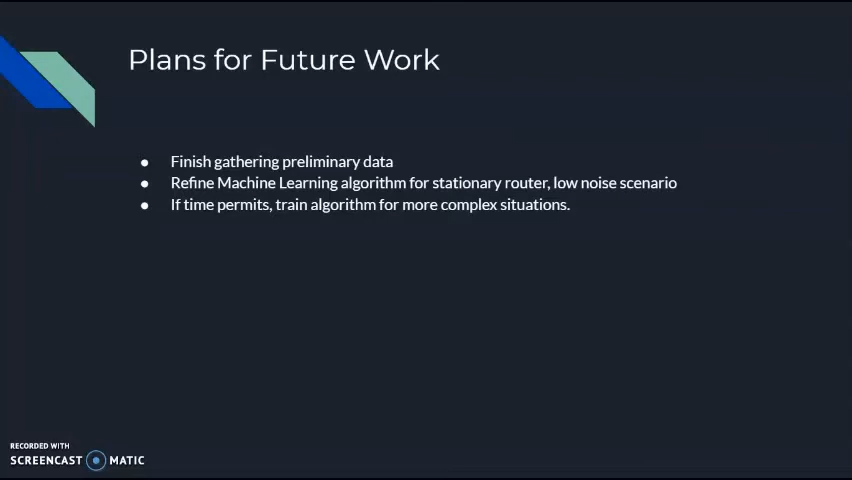 Plans for Future Work
● Finish gathering preliminary data
● Refine Machine Learning algorithm for stationary router, low noise scenario
● If time permits, train algorithm for more complex situations.
RECORDED WITH
SCREENCAST MATIC